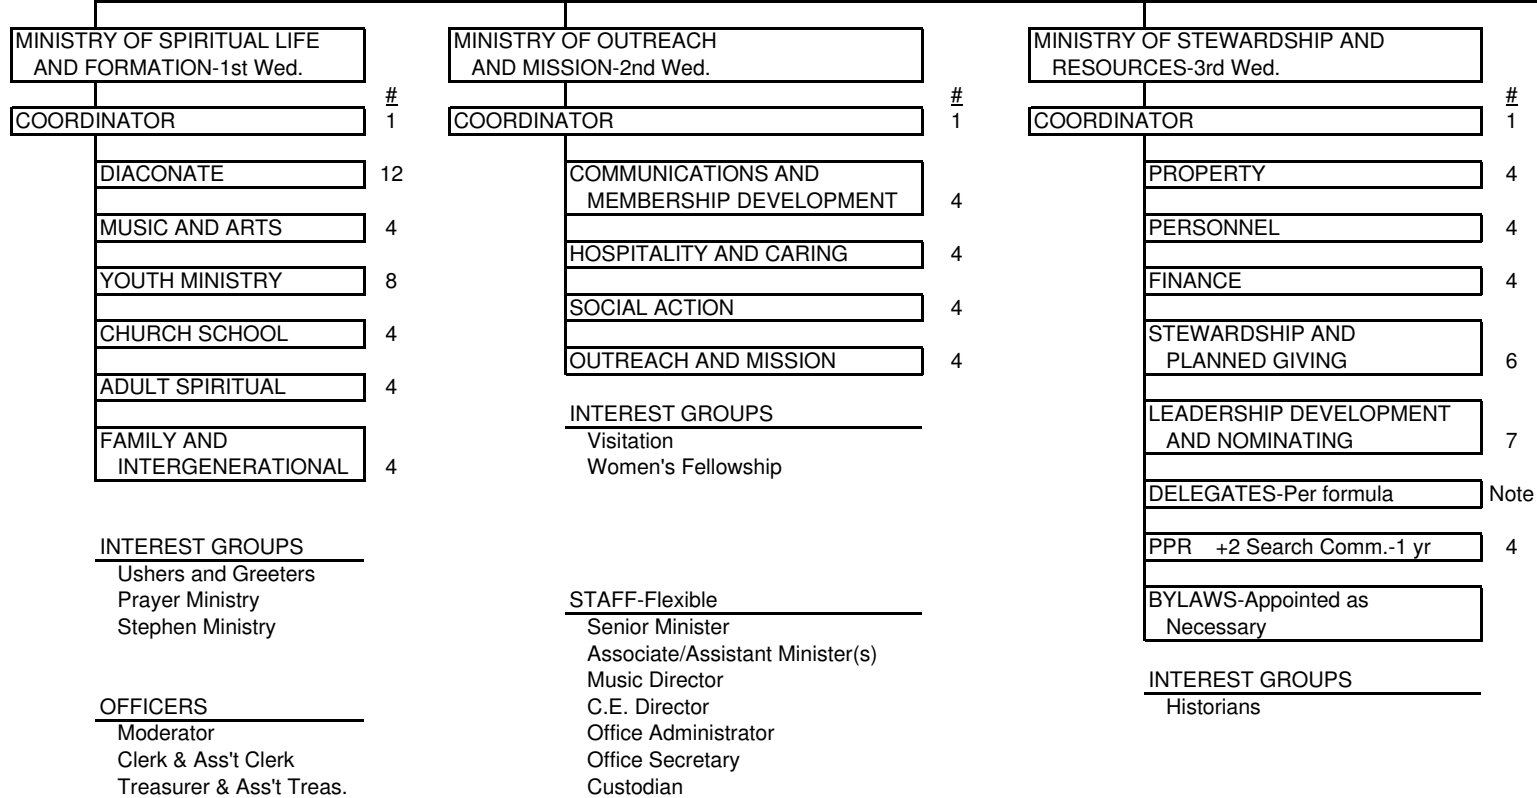 MINISTRY OF SPIRITUAL LIFE
AND FORMATION-1st Wed.
#
COORDINATOR 1
DIACONATE 12
MUSIC AND ARTS 4
YOUTH MINISTRY 8
CHURCH SCHOOL 4
ADULT SPIRITUAL 4
FAMILY AND
INTERGENERATIONAL 4
INTEREST GROUPS
Ushers and Greeters
Prayer Ministry
Stephen Ministry
OFFICERS
Moderator
Clerk & Ass't Clerk
Treasurer & Ass't Treas.
MINISTRY OF OUTREACH
AND MISSION-2nd Wed.
#
COORDINATOR 1
COMMUNICATIONS AND
MEMBERSHIP DEVELOPMENT 4
HOSPITALITY AND CARING 4
SOCIAL ACTION 4
OUTREACH AND MISSION 4
INTEREST GROUPS
Visitation
Women's Fellowship
STAFF-Flexible
Senior Minister
Associate/Assistant Minister(s)
Music Director
C.E. Director
Office Administrator
Office Secretary
Custodian
MINISTRY OF STEWARDSHIP AND
RESOURCES-3rd Wed.
#
COORDINATOR 1
PROPERTY 4
PERSONNEL 4
FINANCE 4
STEWARDSHIP AND
PLANNED GIVING 6
LEADERSHIP DEVELOPMENT
AND NOMINATING 7
DELEGATES-Per formula Note
PPR +2 Search Comm.-1 yr 4
BYLAWS-Appointed as
Necessary
INTEREST GROUPS
Historians